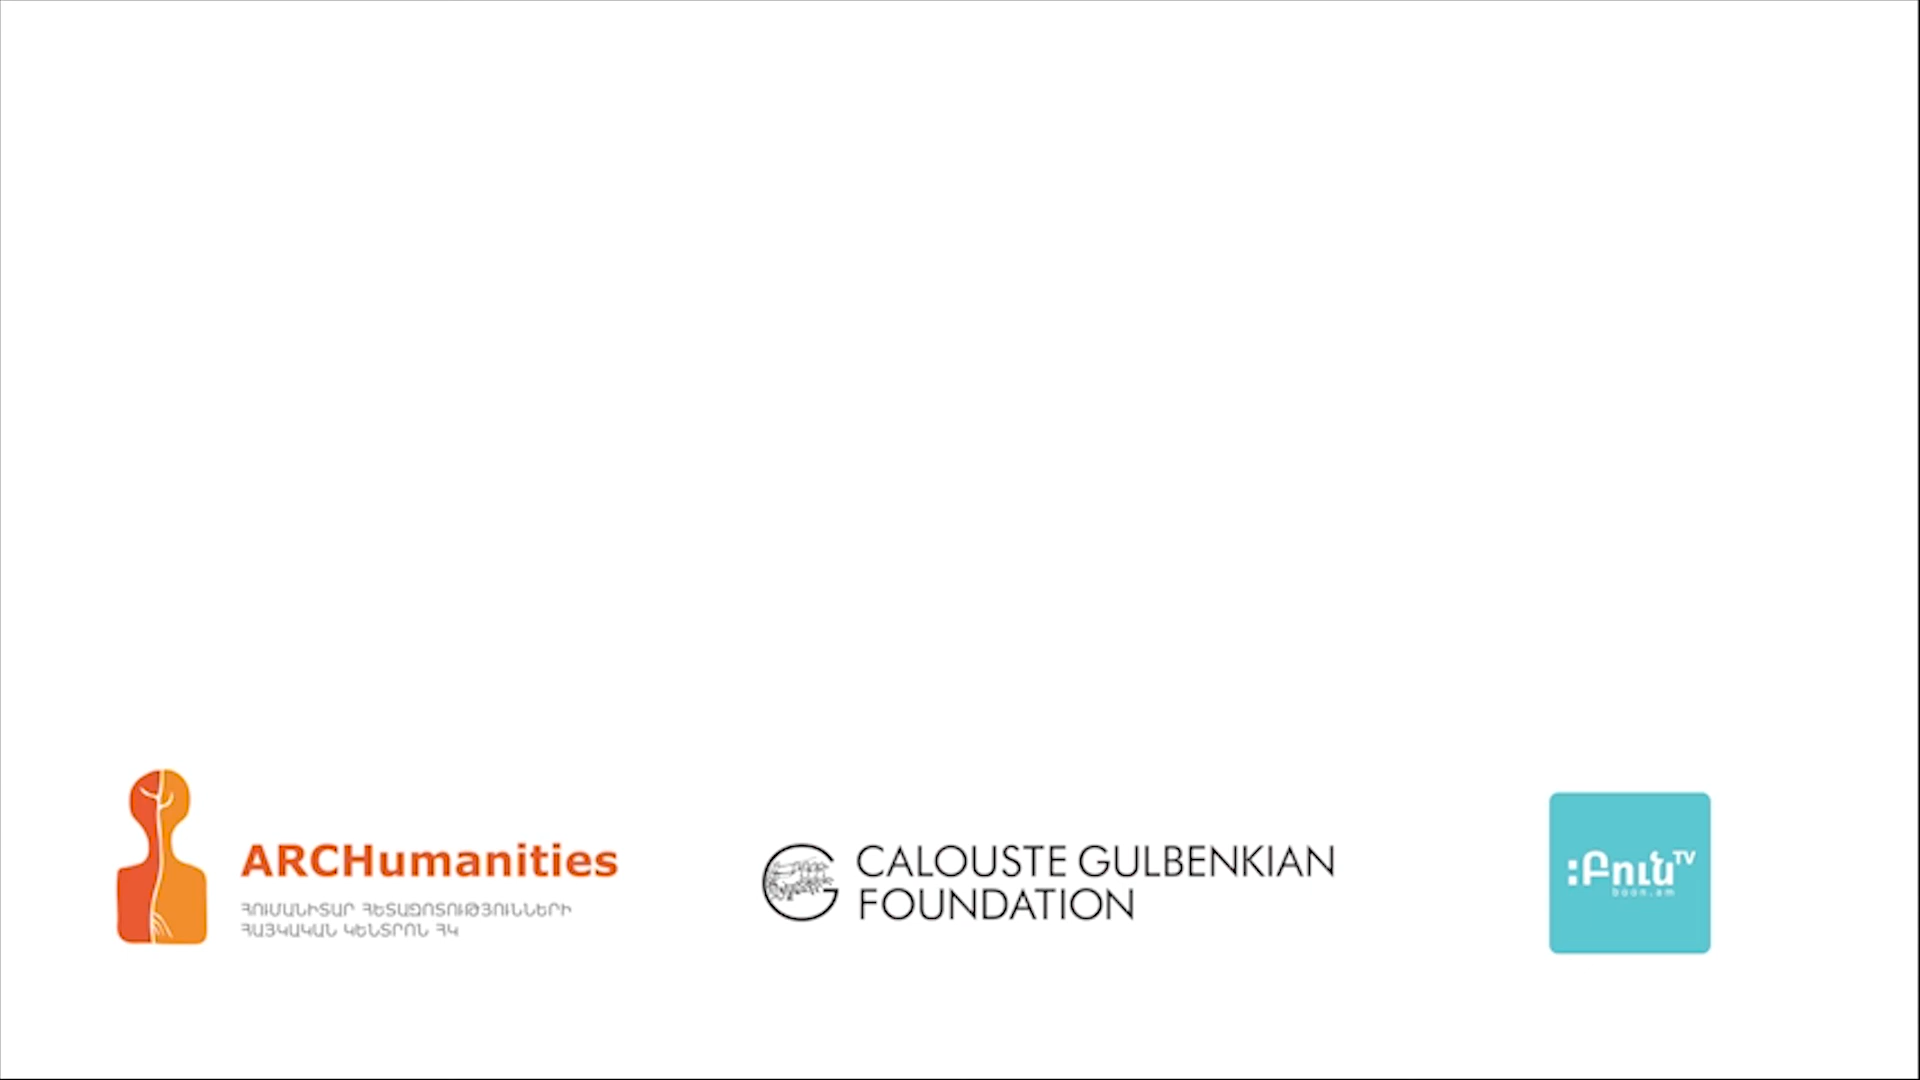 ARCHumanities
ՀՈՒՄԱՆԻՏԱՐ ՀԵՏԱԶՈՏՈՒԹՅՈՒՆՆԵՐԻ
ՀԱՅԿԱԿԱՆ ԿԵՆՏՐՈՆ ՀԿ
CALOUSTE GULBENKIAN
FOUNDATION
:Բուն TV
boon.am